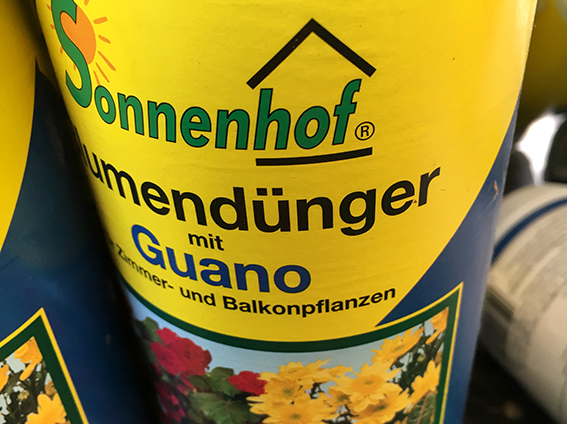 Sonnenhof®
lumendünger
mit
Guano
Zimmer- und Balkonpflanzen